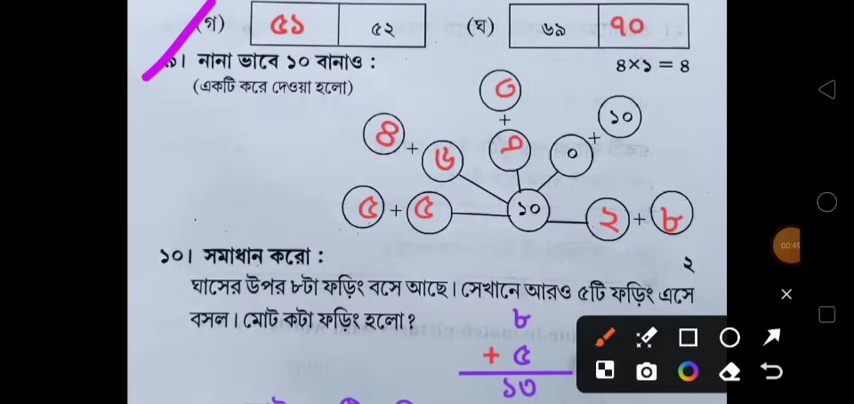 (গ) ৫১ ৫২ (ঘ) ৬৯ ৭০
৯। নানা ভাবে ১০ বানাও : ৪×১ = ৪
(একটি করে দেওয়া হলো)
৩
+
৪ + ৬ ৭ ০ + ১০
৫ + ৫ ১০ ২ + ৮
১০। সমাধান করো : ২
ঘাসের উপর ৮টা ফড়িং বসে আছে। সেখানে আরও ৫টি ফড়িং এসে
বসল। মোট কটা ফড়িং হলো?
৮
+ ৫
১৩
00:45